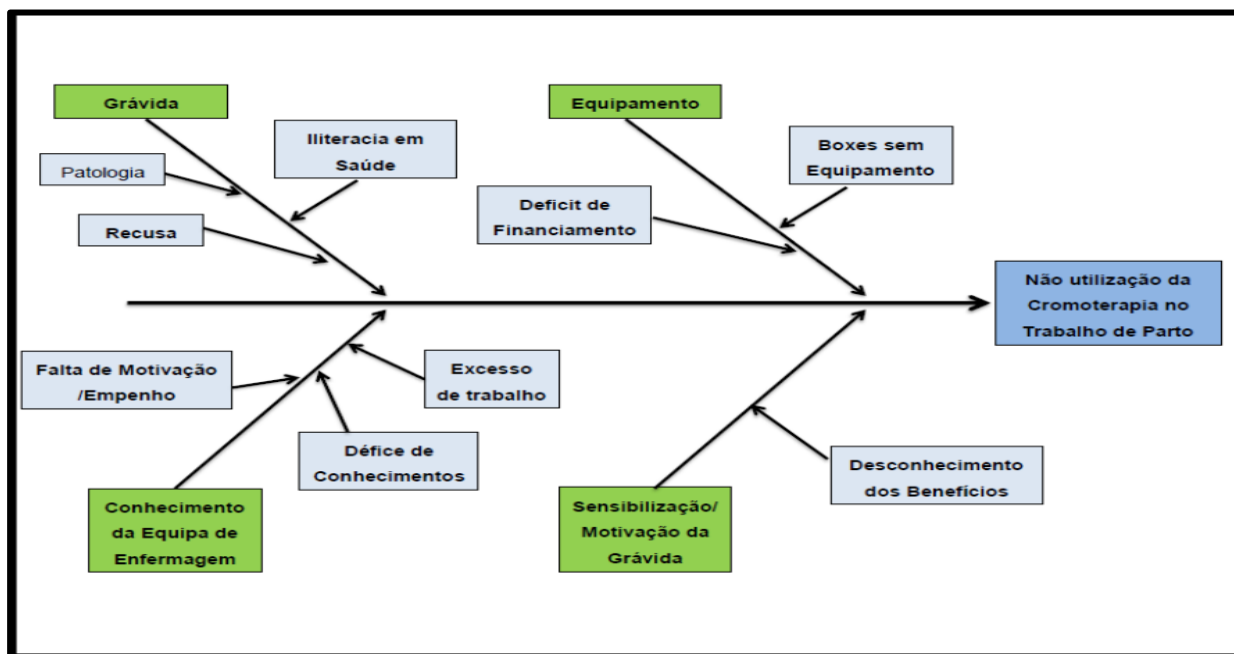 Grávida
Equipamento
Iliteracia em
Saúde
Boxes sem
Equipamento
Patologia
Deficit de
Financiamento
Recusa
Não utilização da
Cromoterapia no
Trabalho de Parto
Falta de Motivação
/Empenho
Excesso
de trabalho
Défice de
Conhecimentos
Desconhecimento
dos Benefícios
Conhecimento
da Equipa de
Enfermagem
Sensibilização/
Motivação da
Grávida